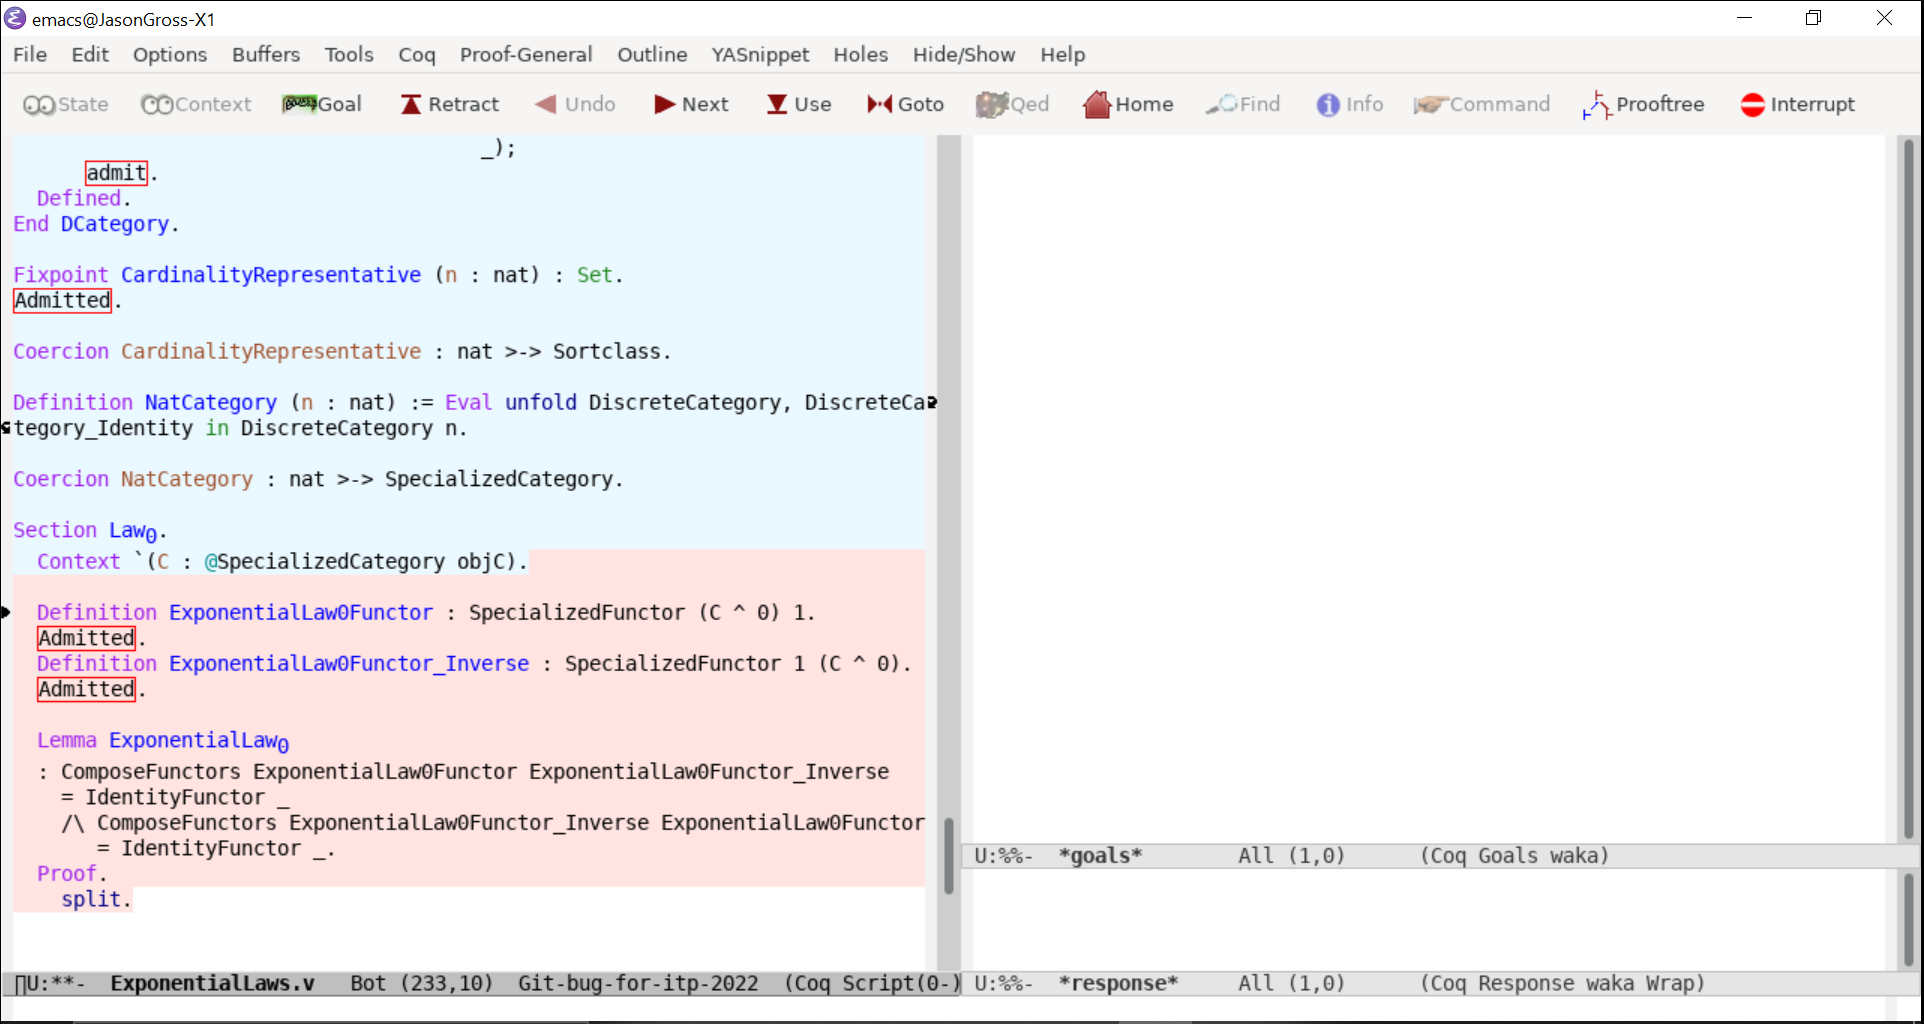 emacs@JasonGross-X1
File Edit Options Buffers Tools Coq Proof-General Outline YASnippet Holes Hide/Show Help
State Context Goal Retract Undo Next Use Goto Qed Home Find Info Command Prooftree Interrupt
_);
admit.
Defined.
End DCategory.
Fixpoint CardinalityRepresentative (n : nat) : Set.
Admitted.
Coercion CardinalityRepresentative : nat >-> Sortclass.
Definition NatCategory (n : nat) := Eval unfold DiscreteCategory, DiscreteCa
tegory_Identity in DiscreteCategory n.
Coercion NatCategory : nat >-> SpecializedCategory.
Section Law₀.
Context `(C : @SpecializedCategory objC).
Definition ExponentialLaw0Functor : SpecializedFunctor (C ^ 0) 1.
Admitted.
Definition ExponentialLaw0Functor_Inverse : SpecializedFunctor 1 (C ^ 0).
Admitted.
Lemma ExponentialLaw₀
: ComposeFunctors ExponentialLaw0Functor ExponentialLaw0Functor_Inverse
= IdentityFunctor _
/\ ComposeFunctors ExponentialLaw0Functor_Inverse ExponentialLaw0Functor
= IdentityFunctor _.
Proof.
split.
U:**- ExponentialLaws.v Bot (233,10) Git-bug-for-itp-2022 (Coq Script(0-)
U:%%- *goals* All (1,0) (Coq Goals waka)
U:%%- *response* All (1,0) (Coq Response waka Wrap)